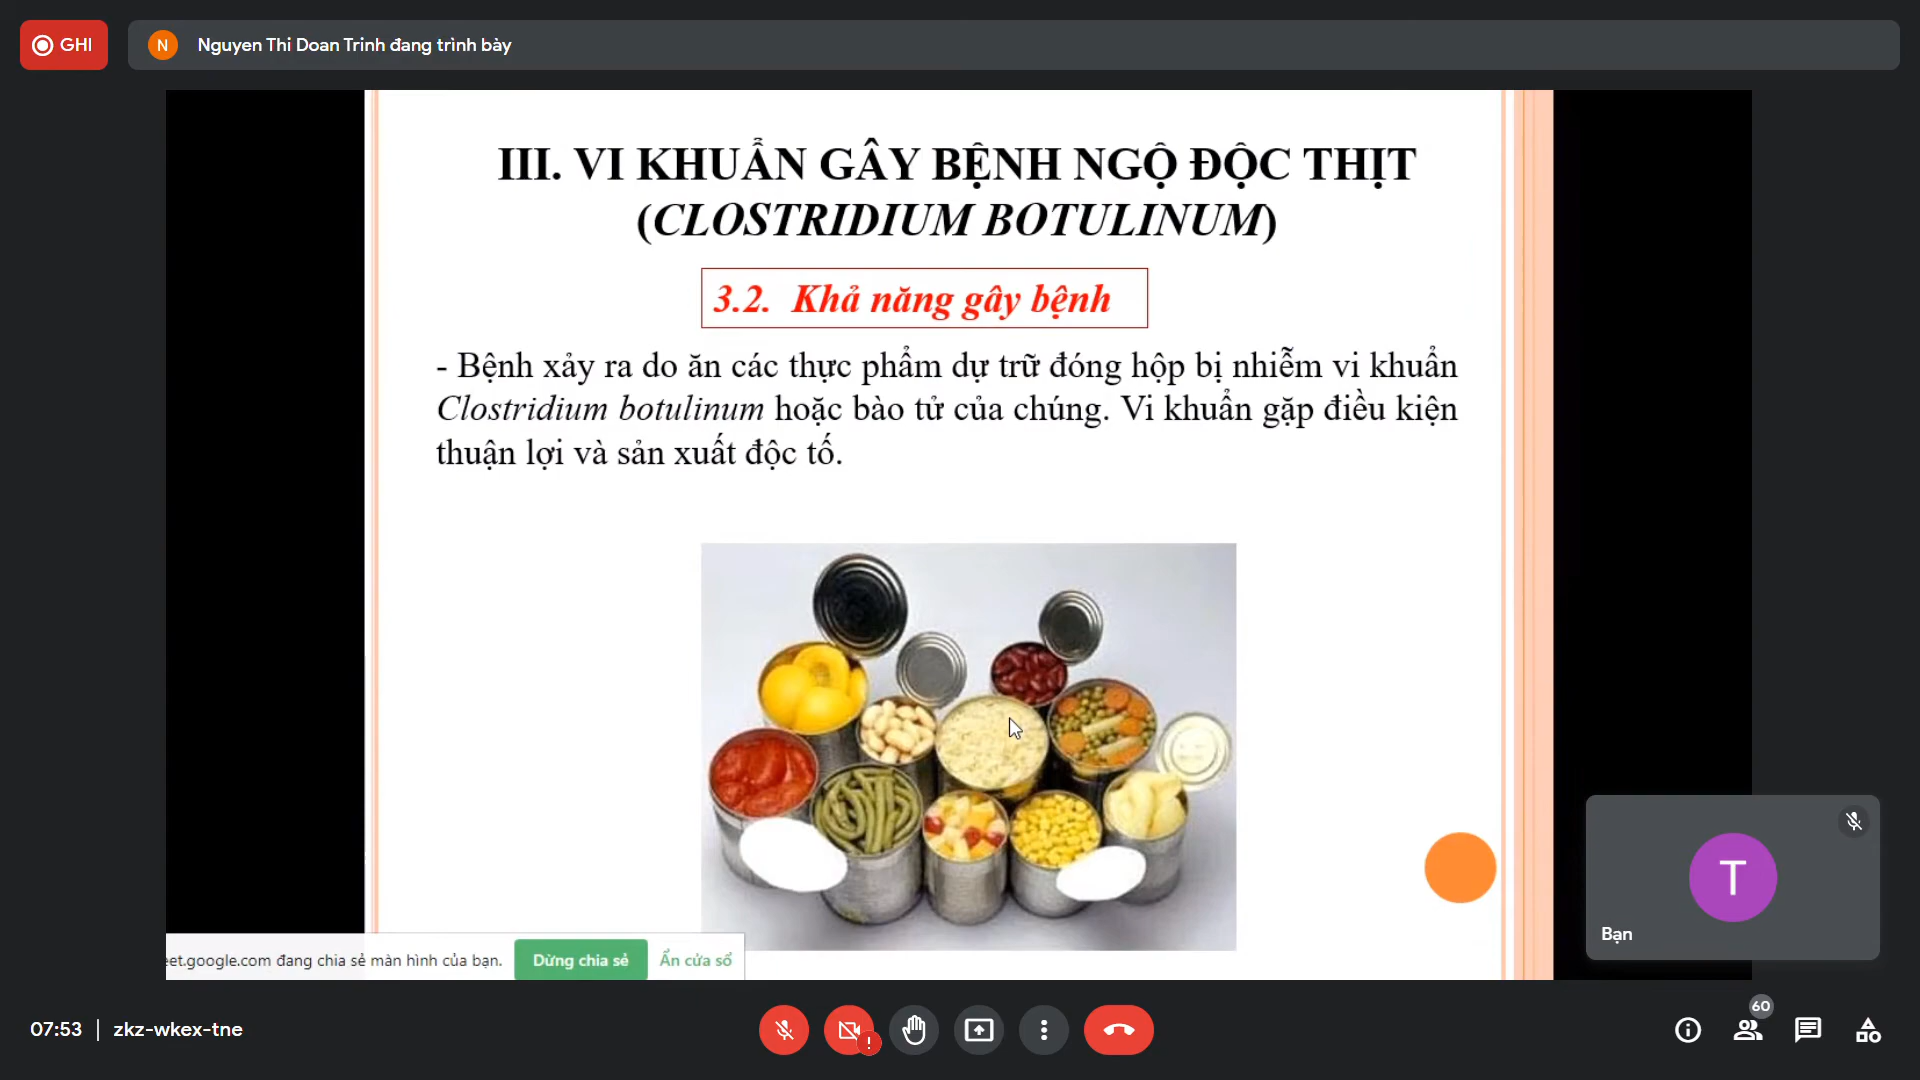 GHI
N
Nguyen Thi Doan Trinh đang trình bày
III. VI KHUẨN GÂY BỆNH NGỘ ĐỘC THỊT
(CLOSTRIDIUM BOTULINUM)
3.2. Khả năng gây bệnh
- Bệnh xảy ra do ăn các thực phẩm dự trữ đóng hộp bị nhiễm vi khuẩn
Clostridium botulinum hoặc bào tử của chúng. Vi khuẩn gặp điều kiện
thuận lợi và sản xuất độc tố.
T
Bạn
eet.google.com đang chia sẻ màn hình của bạn.
Dừng chia sẻ
Ẩn cửa sổ
07:53 | zkz-wkex-tne
60